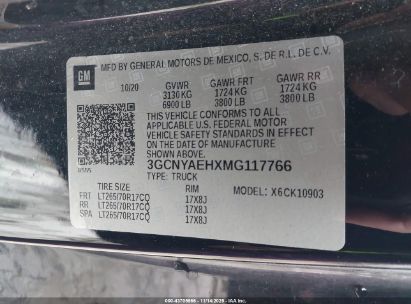 GM
MFD BY GENERAL MOTORS DE MEXICO, S. DE R.L. DE C.V.
10/20 GVWR GAWR FRT GAWR RR
3130 KG 1724 KG 1724 KG
6900 LB 3800 LB 3800 LB
THIS VEHICLE CONFORMS TO ALL
APPLICABLE U.S. FEDERAL MOTOR
VEHICLE SAFETY STANDARDS IN EFFECT
ON THE DATE OF MANUFACTURE SHOWN
ABOVE.
3GCNYAEHXMG117766
TYPE: TRUCK
TIRE SIZE RIM MODEL: X6CK10903
FRT LT265/70R17CQ 17X8J
RR LT265/70R17CQ 17X8J
SPA LT265/70R17CQ 17X8J